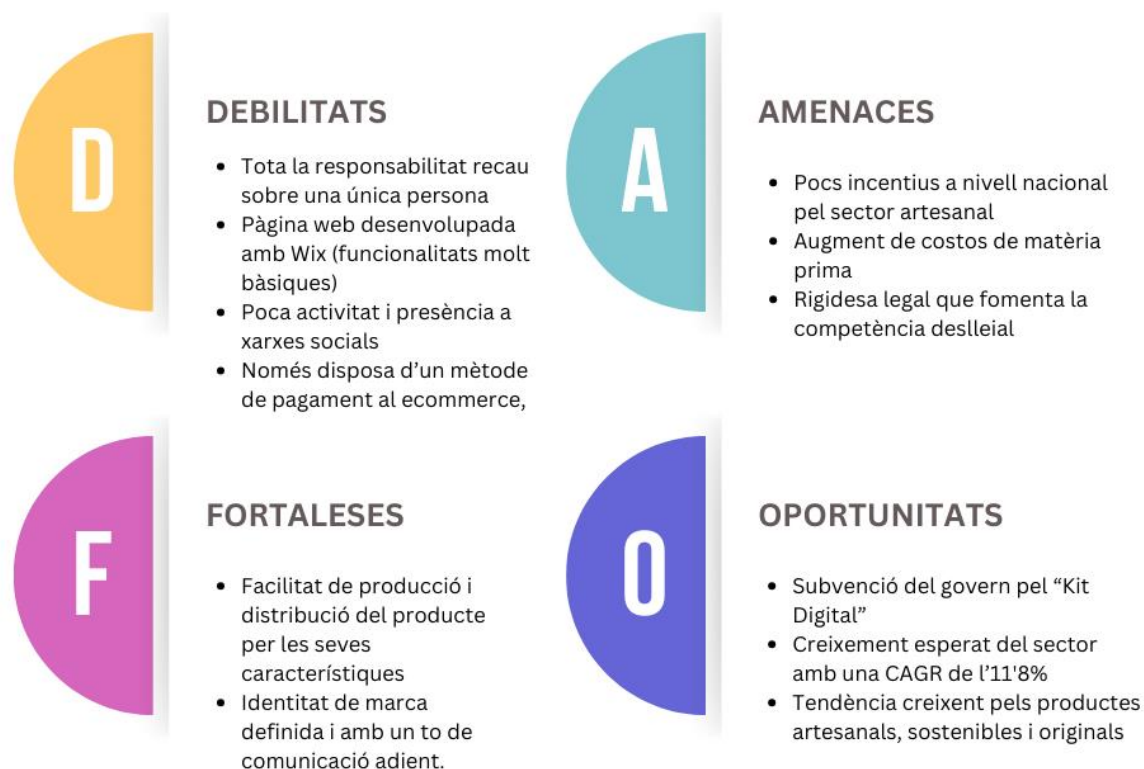 D
DEBILITATS
• Tota la responsabilitat recau
sobre una única persona
• Pàgina web desenvolupada
amb Wix (funcionalitats molt
bàsiques)
• Poca activitat i presència a
xarxes socials
• Només disposa d’un mètode
de pagament al ecommerce,
A
AMENACES
• Pocs incentius a nivell nacional
pel sector artesanal
• Augment de costos de matèria
prima
• Rigidesa legal que fomenta la
competència deslleial
F
FORTALESES
• Facilitat de producció i
distribució del producte
per les seves
característiques
• Identitat de marca
definida i amb un to de
comunicació adient.
O
OPORTUNITATS
• Subvenció del govern pel “Kit
Digital”
• Creixement esperat del sector
amb una CAGR de l’11'8%
• Tendència creixent pels productes
artesanals, sostenibles i originals